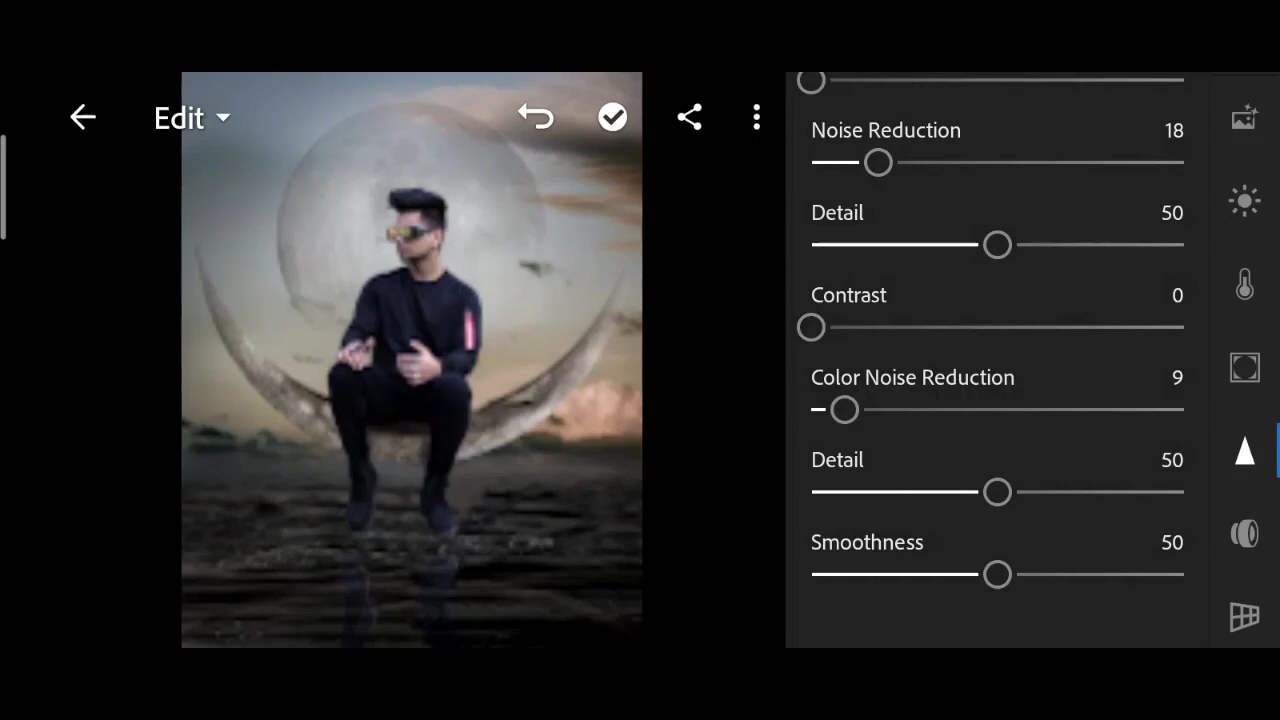 Edit
Noise Reduction 18
Detail 50
Contrast 0
Color Noise Reduction 9
Detail 50
Smoothness 50